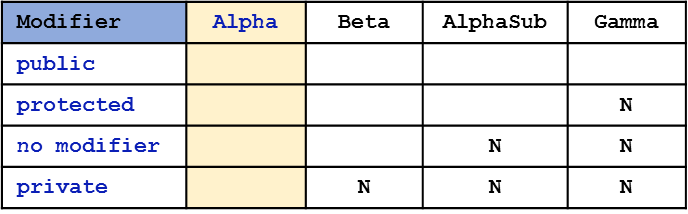 Modifier Alpha Beta AlphaSub Gamma
public
protected N
no modifier N N
private N N N